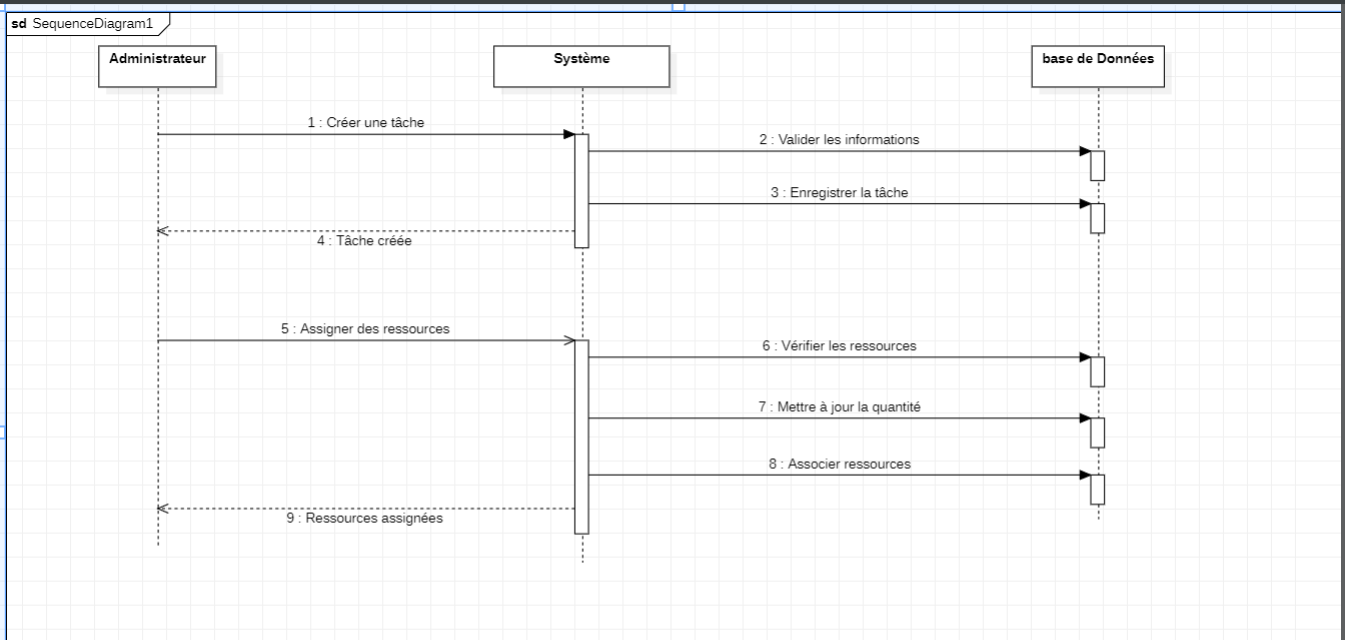 sd SequenceDiagram1
Administrateur
Système
base de Données
1 : Créer une tâche
2 : Valider les informations
3 : Enregistrer la tâche
4 : Tâche créée
5 : Assigner des ressources
6 : Vérifier les ressources
7 : Mettre à jour la quantité
8 : Associer ressources
9 : Ressources assignées